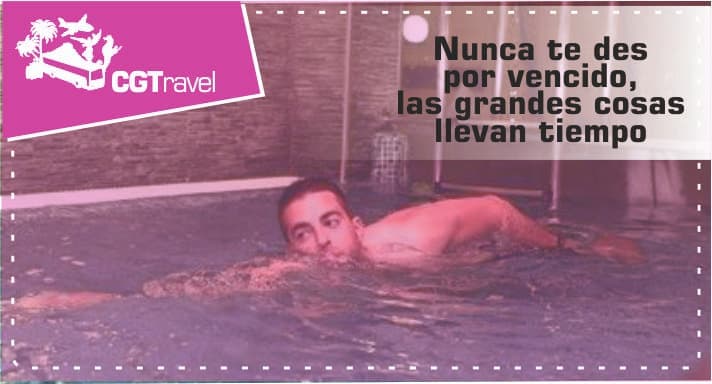 CGTravel
Nunca te des
por vencido,
las grandes cosas
llevan tiempo